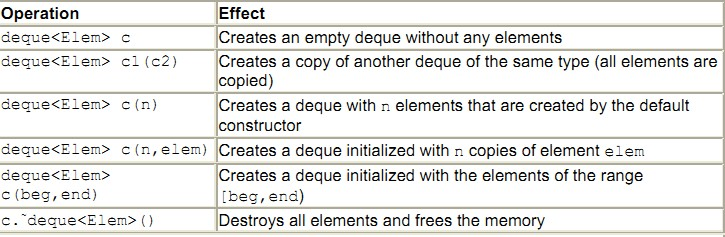 Operation Effect
deque<Elem> c Creates an empty deque without any elements
deque<Elem> c1(c2) Creates a copy of another deque of the same type (all elements are
copied)
deque<Elem> c(n) Creates a deque with n elements that are created by the default
constructor
deque<Elem> c(n,elem) Creates a deque initialized with n copies of element elem
deque<Elem> Creates a deque initialized with the elements of the range
c(beg,end) [beg,end)
c.~deque<Elem>() Destroys all elements and frees the memory